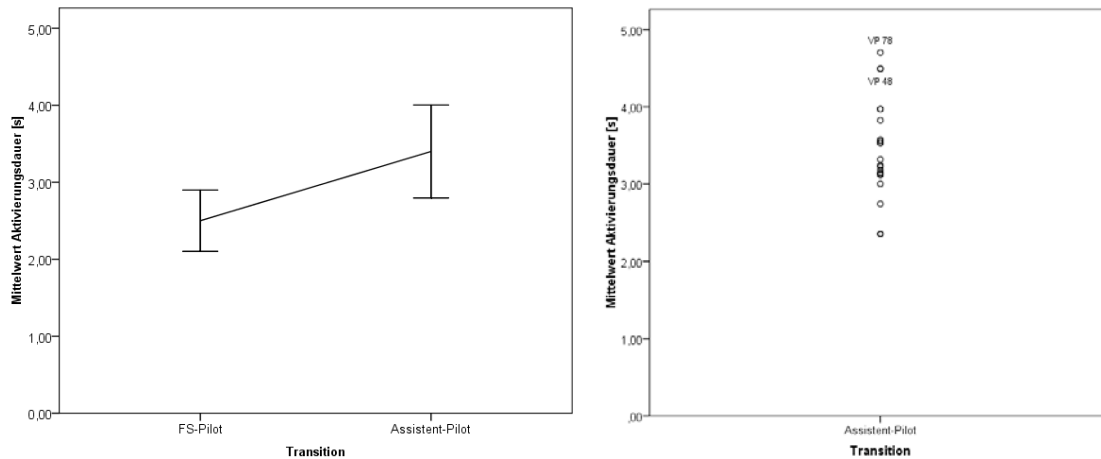 Mittelwert Aktivierungsdauer [s]
5,00
4,00
3,00
2,00
1,00
0,00
FS-Pilot Assistent-Pilot
Transition
Mittelwert Aktivierungsdauer [s]
5,00
4,00
3,00
2,00
1,00
,00
VP 78
VP 48
Assistent-Pilot
Transition